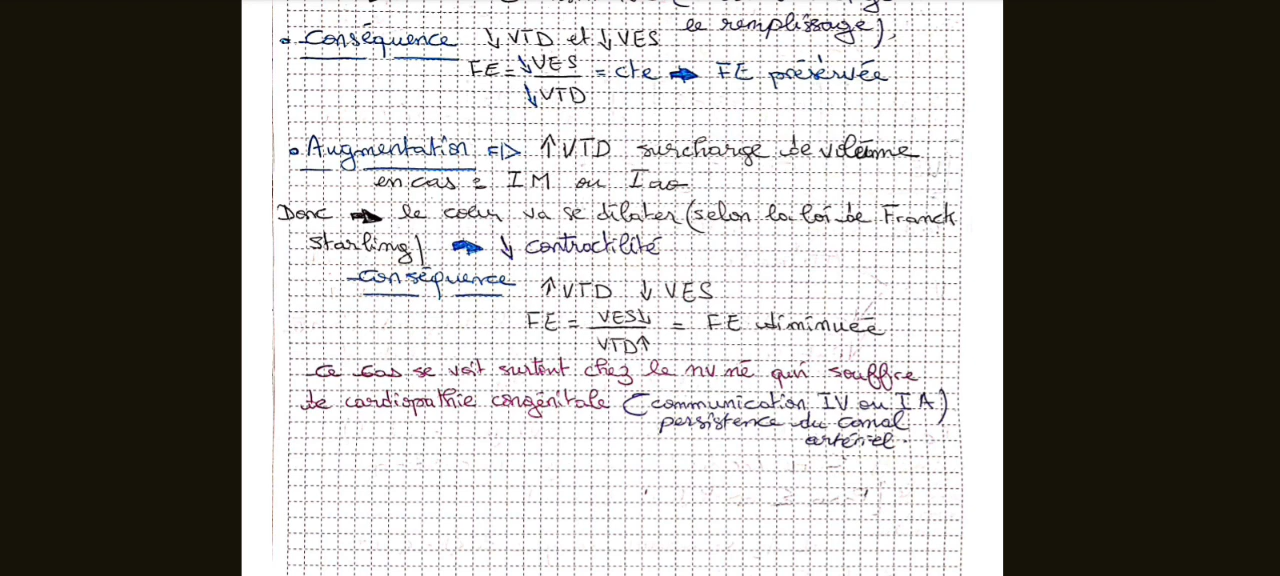 le remplissage),
• Conséquence ↓VTD et ↓VES
FE = ↓VES / ↓VTD = cte ➡ FE préservée
• Augmentation => ↑VTD surcharge de volume
en cas : IM ou Iao
Donc ➡ le cœur va se dilater (selon la loi de Franck
starling) ➡ ↓ contractilité
Conséquence ↑VTD ↓ VES
FE = VES↓ / VTD↑ = FE diminuée
ce cas se voit surtout chez le nv né qui souffre
de cardiopathie congénitale (communication IV ou IA)
persistence du canal
artériel.